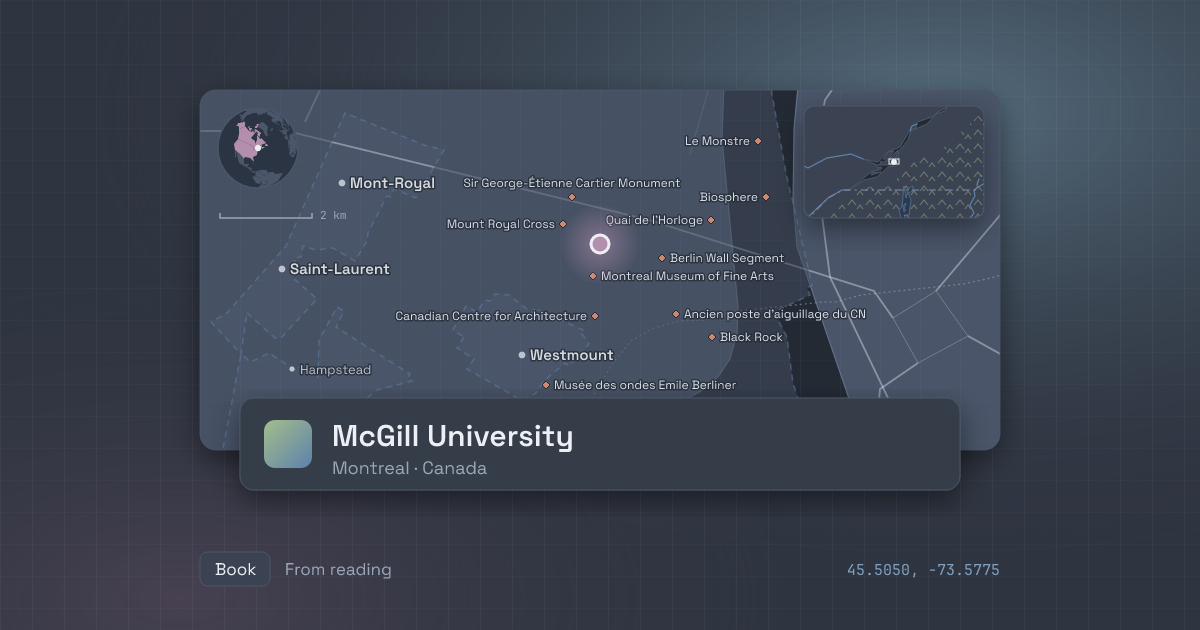 Le Monstre
Mont-Royal
Sir George-Étienne Cartier Monument
Biosphere
2 km
Mount Royal Cross
Quai de l'Horloge
Berlin Wall Segment
Saint-Laurent
Montreal Museum of Fine Arts
Canadian Centre for Architecture
Ancien poste d'aiguillage du CN
Black Rock
Westmount
Hampstead
Musée des ondes Emile Berliner
McGill University
Montreal · Canada
Book
From reading
45.5050, -73.5775